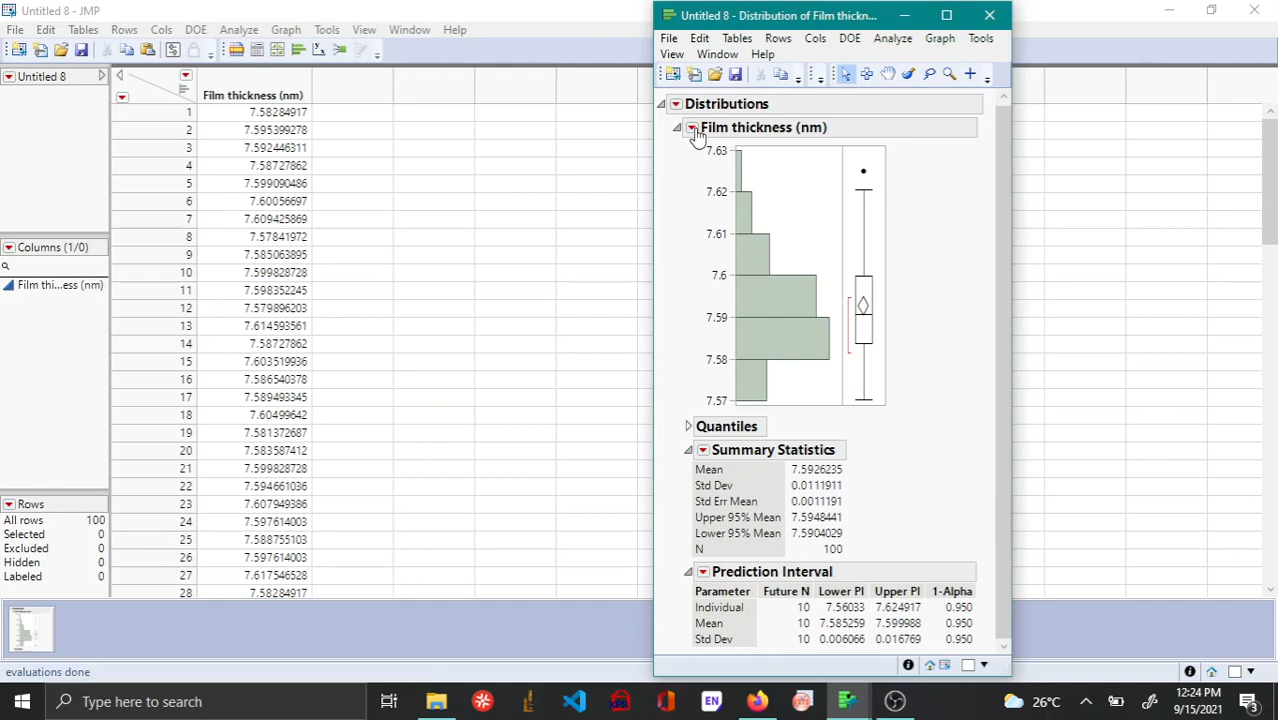 Untitled 8 - JMP
File Edit Tables Rows Cols DOE Analyze Graph Tools View Window Help
Untitled 8
Columns (1/0)
Film thi...ess (nm)
Rows
All rows 100
Selected 0
Excluded 0
Hidden 0
Labeled 0
Film thickness (nm)
1 7.58284917
2 7.595399278
3 7.592446311
4 7.58727862
5 7.599090486
6 7.60056697
7 7.609425869
8 7.57841972
9 7.585063895
10 7.599828728
11 7.598352245
12 7.579896203
13 7.614593561
14 7.58727862
15 7.603519936
16 7.586540378
17 7.589493345
18 7.60499642
19 7.581372687
20 7.583587412
21 7.599828728
22 7.594661036
23 7.607949386
24 7.597614003
25 7.588755103
26 7.597614003
27 7.617546528
28 7.58284917
Untitled 8 - Distribution of Film thickn...
File Edit Tables Rows Cols DOE Analyze Graph Tools
View Window Help
Distributions
Film thickness (nm)
7.63
7.62
7.61
7.6
7.59
7.58
7.57
Quantiles
Summary Statistics
Mean 7.5926235
Std Dev 0.0111911
Std Err Mean 0.0011191
Upper 95% Mean 7.5948441
Lower 95% Mean 7.5904029
N 100
Prediction Interval
Parameter Future N Lower PI Upper PI 1-Alpha
Individual 10 7.56033 7.624917 0.950
Mean 10 7.585259 7.599988 0.950
Std Dev 10 0.006066 0.016769 0.950
evaluations done
Type here to search
EN
26°C
12:24 PM
9/15/2021
3